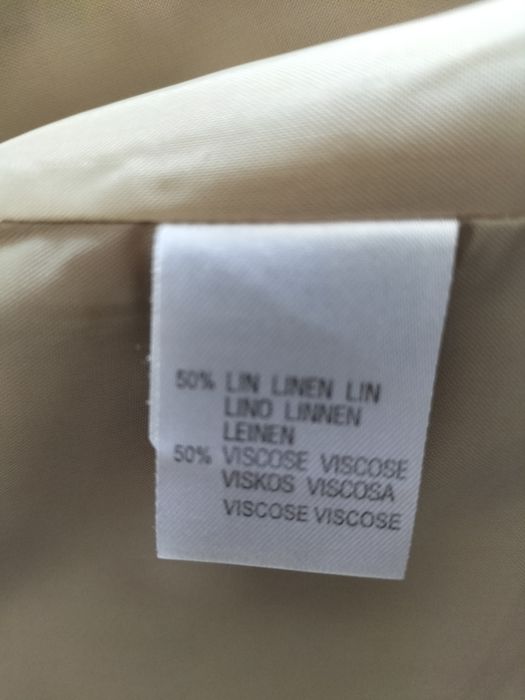 50% LIN LINEN LIN
LINO LINNEN
LEINEN
50% VISCOSE VISCOSE
VISKOS VISCOSA
VISCOSE VISCOSE